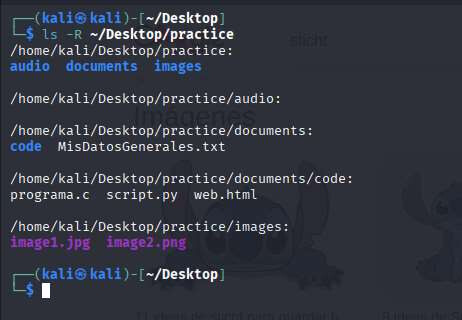 ┌──(kali㉿kali)-[~/Desktop]
└─$ ls -R ~/Desktop/practice
/home/kali/Desktop/practice:
audio  documents  images

/home/kali/Desktop/practice/audio:

/home/kali/Desktop/practice/documents:
code  MisDatosGenerales.txt

/home/kali/Desktop/practice/documents/code:
programa.c  script.py  web.html

/home/kali/Desktop/practice/images:
image1.jpg  image2.png

┌──(kali㉿kali)-[~/Desktop]
└─$
sticht
Imágenes